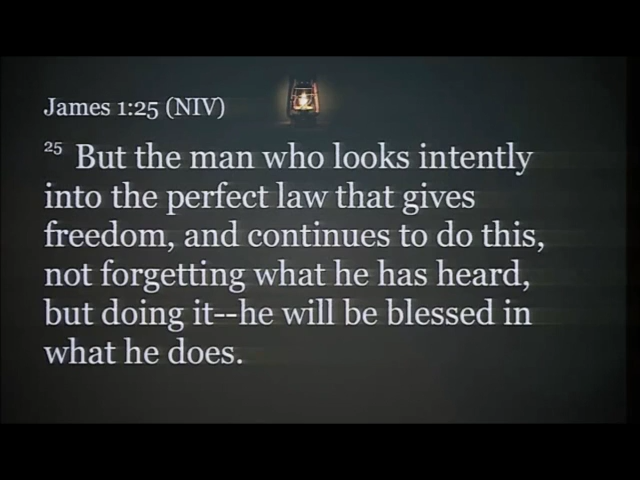 James 1:25 (NIV)
25 But the man who looks intently
into the perfect law that gives
freedom, and continues to do this,
not forgetting what he has heard,
but doing it--he will be blessed in
what he does.